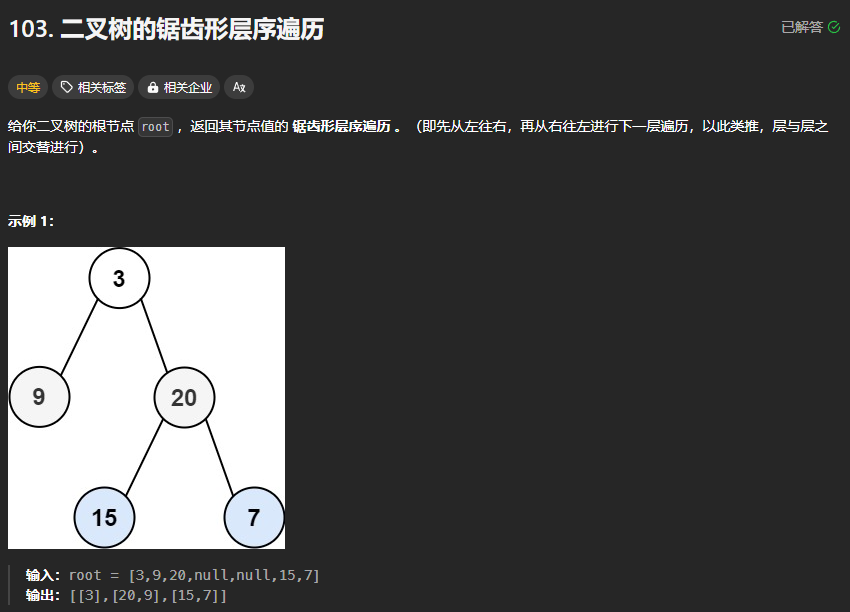 103. 二叉树的锯齿形层序遍历
已解答
中等 相关标签 相关企业 Ax
给你二叉树的根节点 root ，返回其节点值的 锯齿形层序遍历 。（即先从左往右，再从右往左进行下一层遍历，以此类推，层与层之
间交替进行）。
示例 1：
3
9 20
15 7
输入：root = [3,9,20,null,null,15,7]
输出：[[3],[20,9],[15,7]]